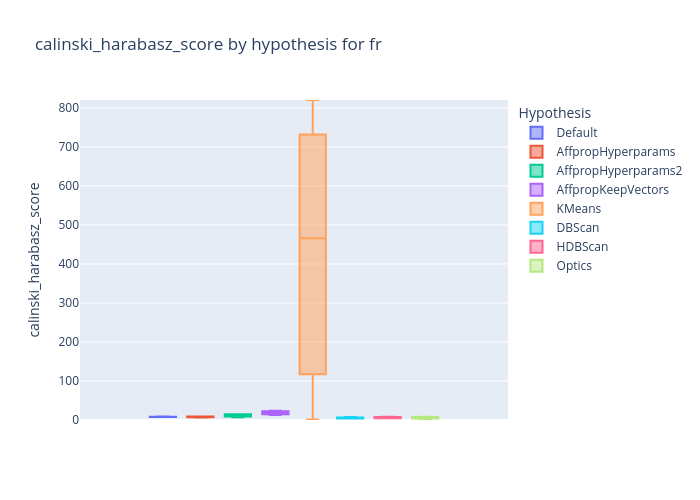 calinski_harabasz_score by hypothesis for fr
calinski_harabasz_score
800
700
600
500
400
300
200
100
0
Hypothesis
Default
AffpropHyperparams
AffpropHyperparams2
AffpropKeepVectors
KMeans
DBScan
HDBScan
Optics